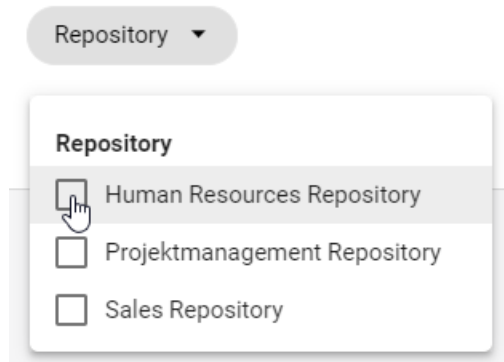 Repository
Repository
Human Resources Repository
Projektmanagement Repository
Sales Repository